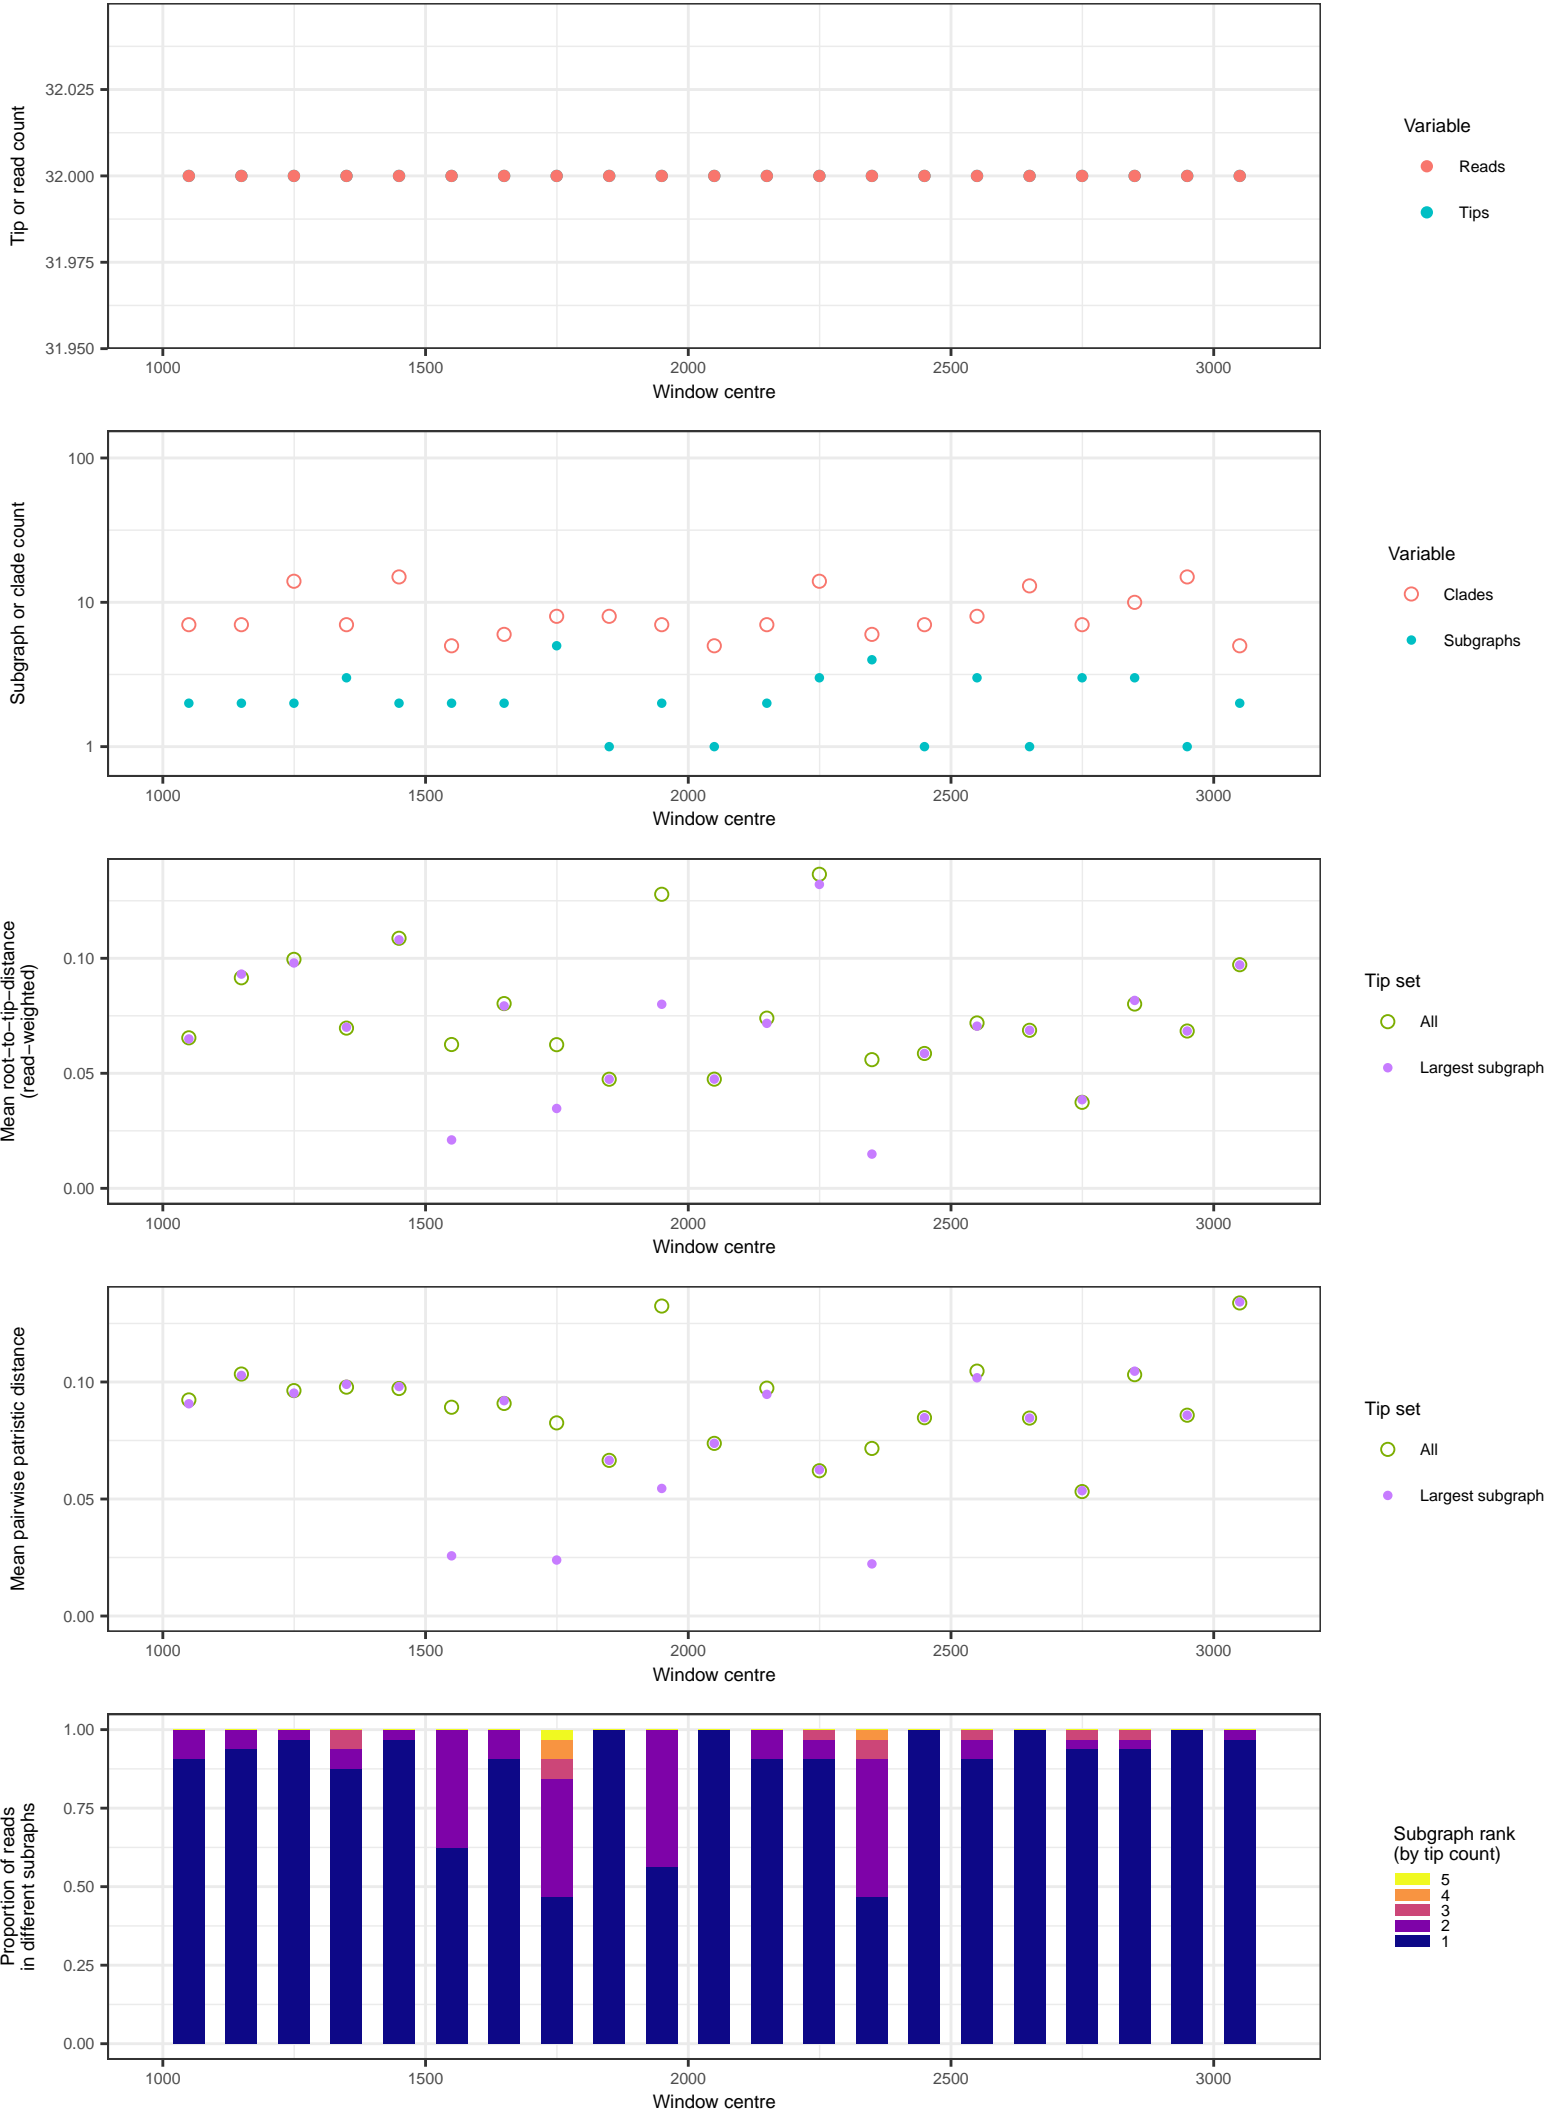 Tip or read count
32.025
32.000
31.975
31.950
1000 1500 2000 2500 3000
Window centre
Variable
Reads
Tips
Subgraph or clade count
100
10
1
1000 1500 2000 2500 3000
Window centre
Variable
Clades
Subgraphs
Mean root−to−tip−distance
(read−weighted)
0.10
0.05
0.00
1000 1500 2000 2500 3000
Window centre
Tip set
All
Largest subgraph
Mean pairwise patristic distance
0.10
0.05
0.00
1000 1500 2000 2500 3000
Window centre
Tip set
All
Largest subgraph
Proportion of reads
in different subraphs
1.00
0.75
0.50
0.25
0.00
1000 1500 2000 2500 3000
Window centre
Subgraph rank
(by tip count)
5
4
3
2
1